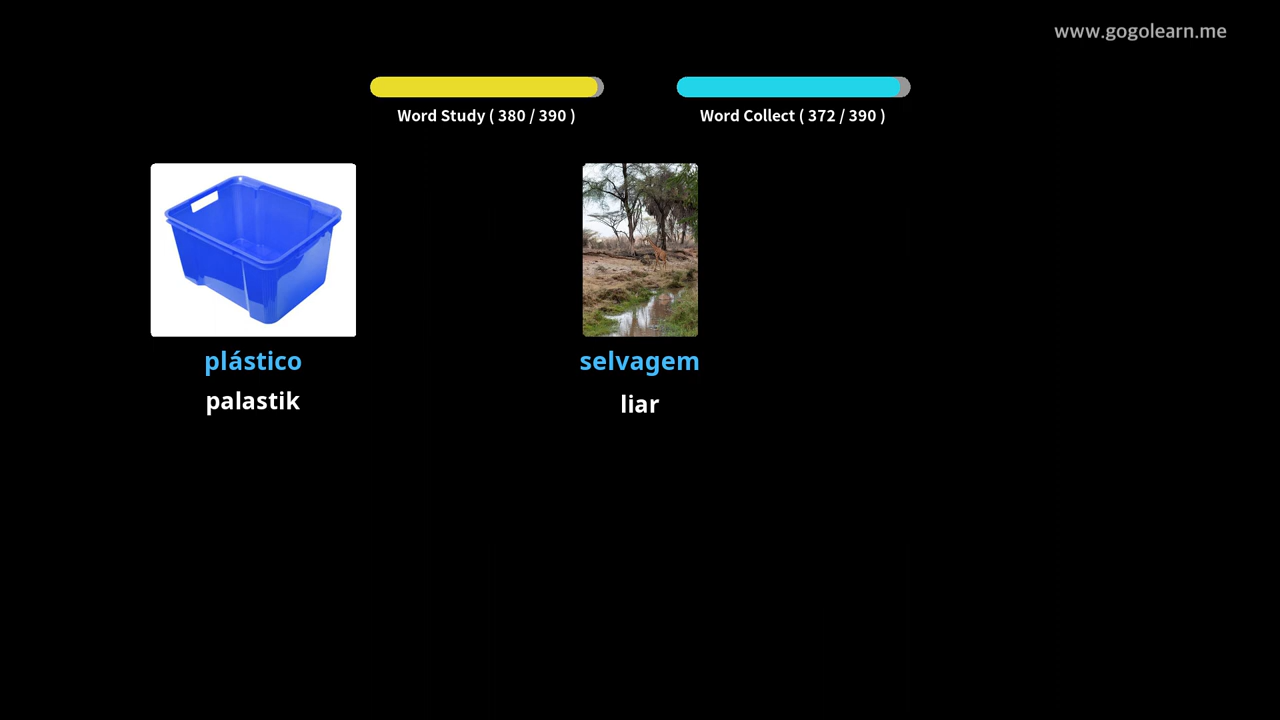 www.gogolearn.me
Word Study ( 380 / 390 )
Word Collect ( 372 / 390 )
plástico
selvagem
palastik
liar